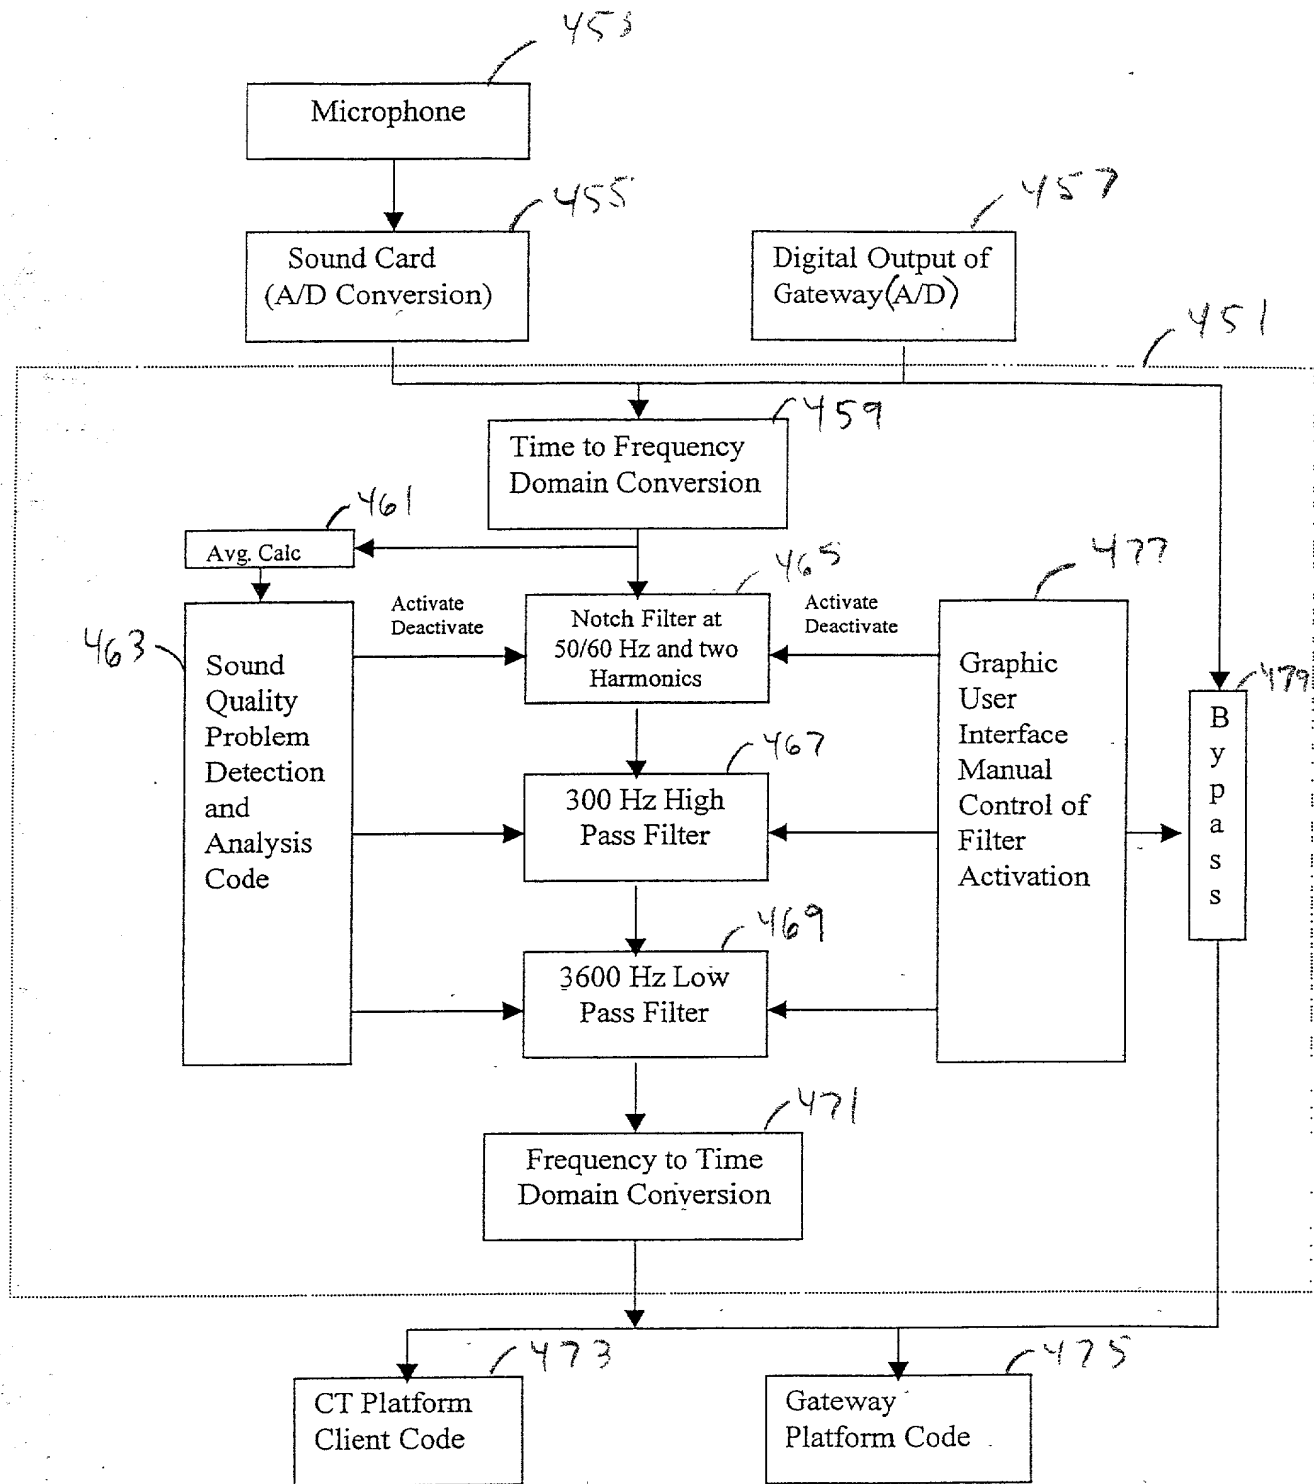 453
Microphone
455
457
Sound Card
(A/D Conversion)
Digital Output of
Gateway(A/D)
451
459
Time to Frequency
Domain Conversion
461
Avg. Calc
465
477
463
Activate
Deactivate
Notch Filter at
50/60 Hz and two
Harmonics
Activate
Deactivate
479
Sound
Quality
Problem
Detection
and
Analysis
Code
Graphic
User
Interface
Manual
Control of
Filter
Activation
B
y
p
a
s
s
467
300 Hz High
Pass Filter
469
3600 Hz Low
Pass Filter
471
Frequency to Time
Domain Conversion
473
475
CT Platform
Client Code
Gateway
Platform Code